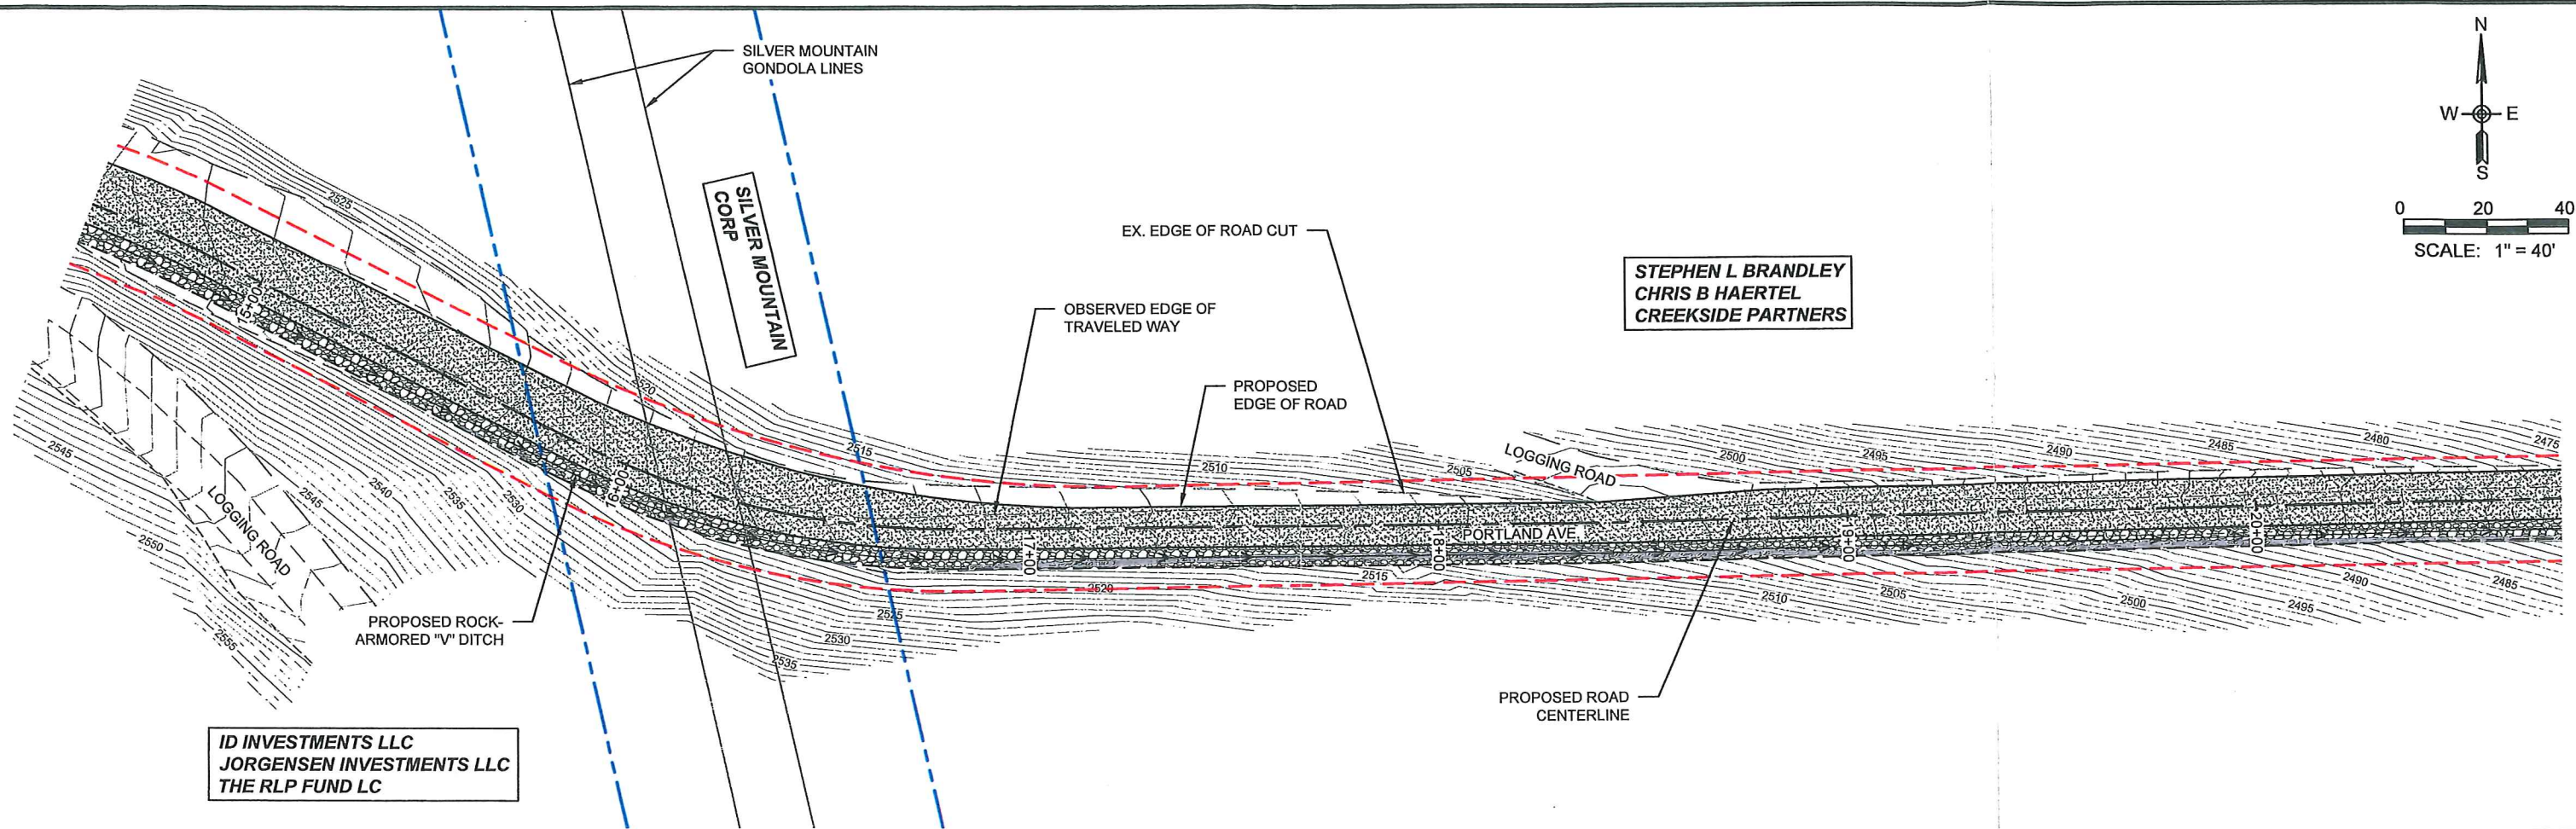 SILVER MOUNTAIN
GONDOLA LINES
N
W E
S
0 20 40
SCALE: 1" = 40'
SILVER MOUNTAIN
CORP
EX. EDGE OF ROAD CUT
STEPHEN L BRANDLEY
CHRIS B HAERTEL
CREEKSIDE PARTNERS
OBSERVED EDGE OF
TRAVELED WAY
PROPOSED
EDGE OF ROAD
2525
2520
2515
2510
2505
LOGGING ROAD
2500
2495
2490
2485
2480
2475
15+00
16+00
17+00
18+00
PORTLAND AVE.
19+00
20+00
2545
LOGGING ROAD
2545
2540
2535
2530
2550
2555
2515
2520
2525
2530
2535
2510
2505
2500
2495
2490
2485
PROPOSED ROCK-
ARMORED "V" DITCH
PROPOSED ROAD
CENTERLINE
ID INVESTMENTS LLC
JORGENSEN INVESTMENTS LLC
THE RLP FUND LC